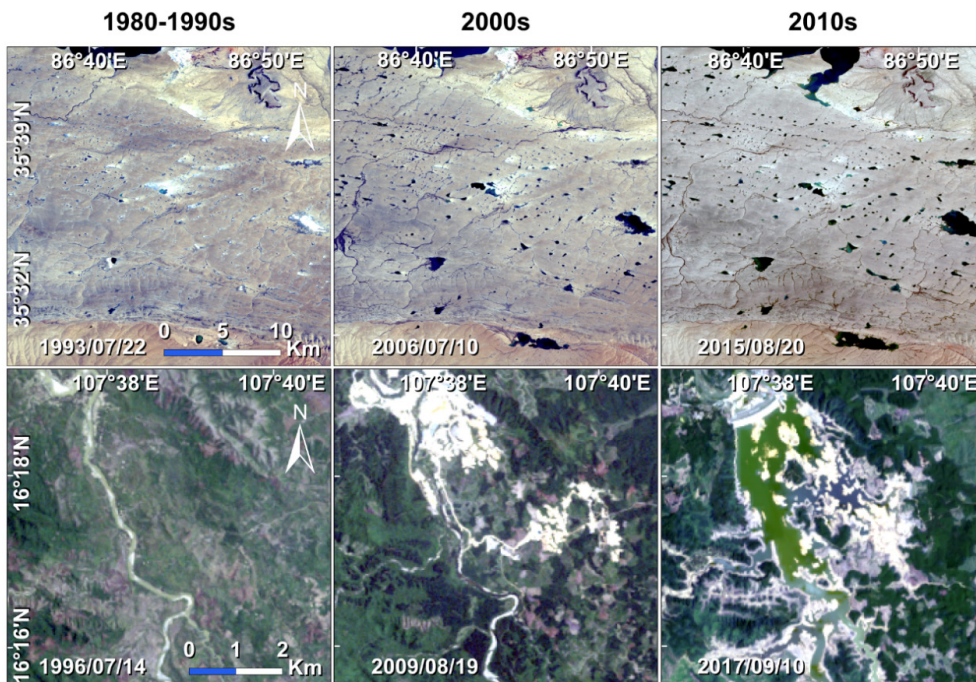 1980-1990s 2000s 2010s
86°40'E 86°50'E 86°40'E 86°50'E 86°40'E 86°50'E
N
35°39'N
35°32'N
0 5 10
Km
1993/07/22 2006/07/10 2015/08/20
107°38'E 107°40'E 107°38'E 107°40'E 107°38'E 107°40'E
N
16°18'N
16°16'N
0 1 2
Km
1996/07/14 2009/08/19 2017/09/10